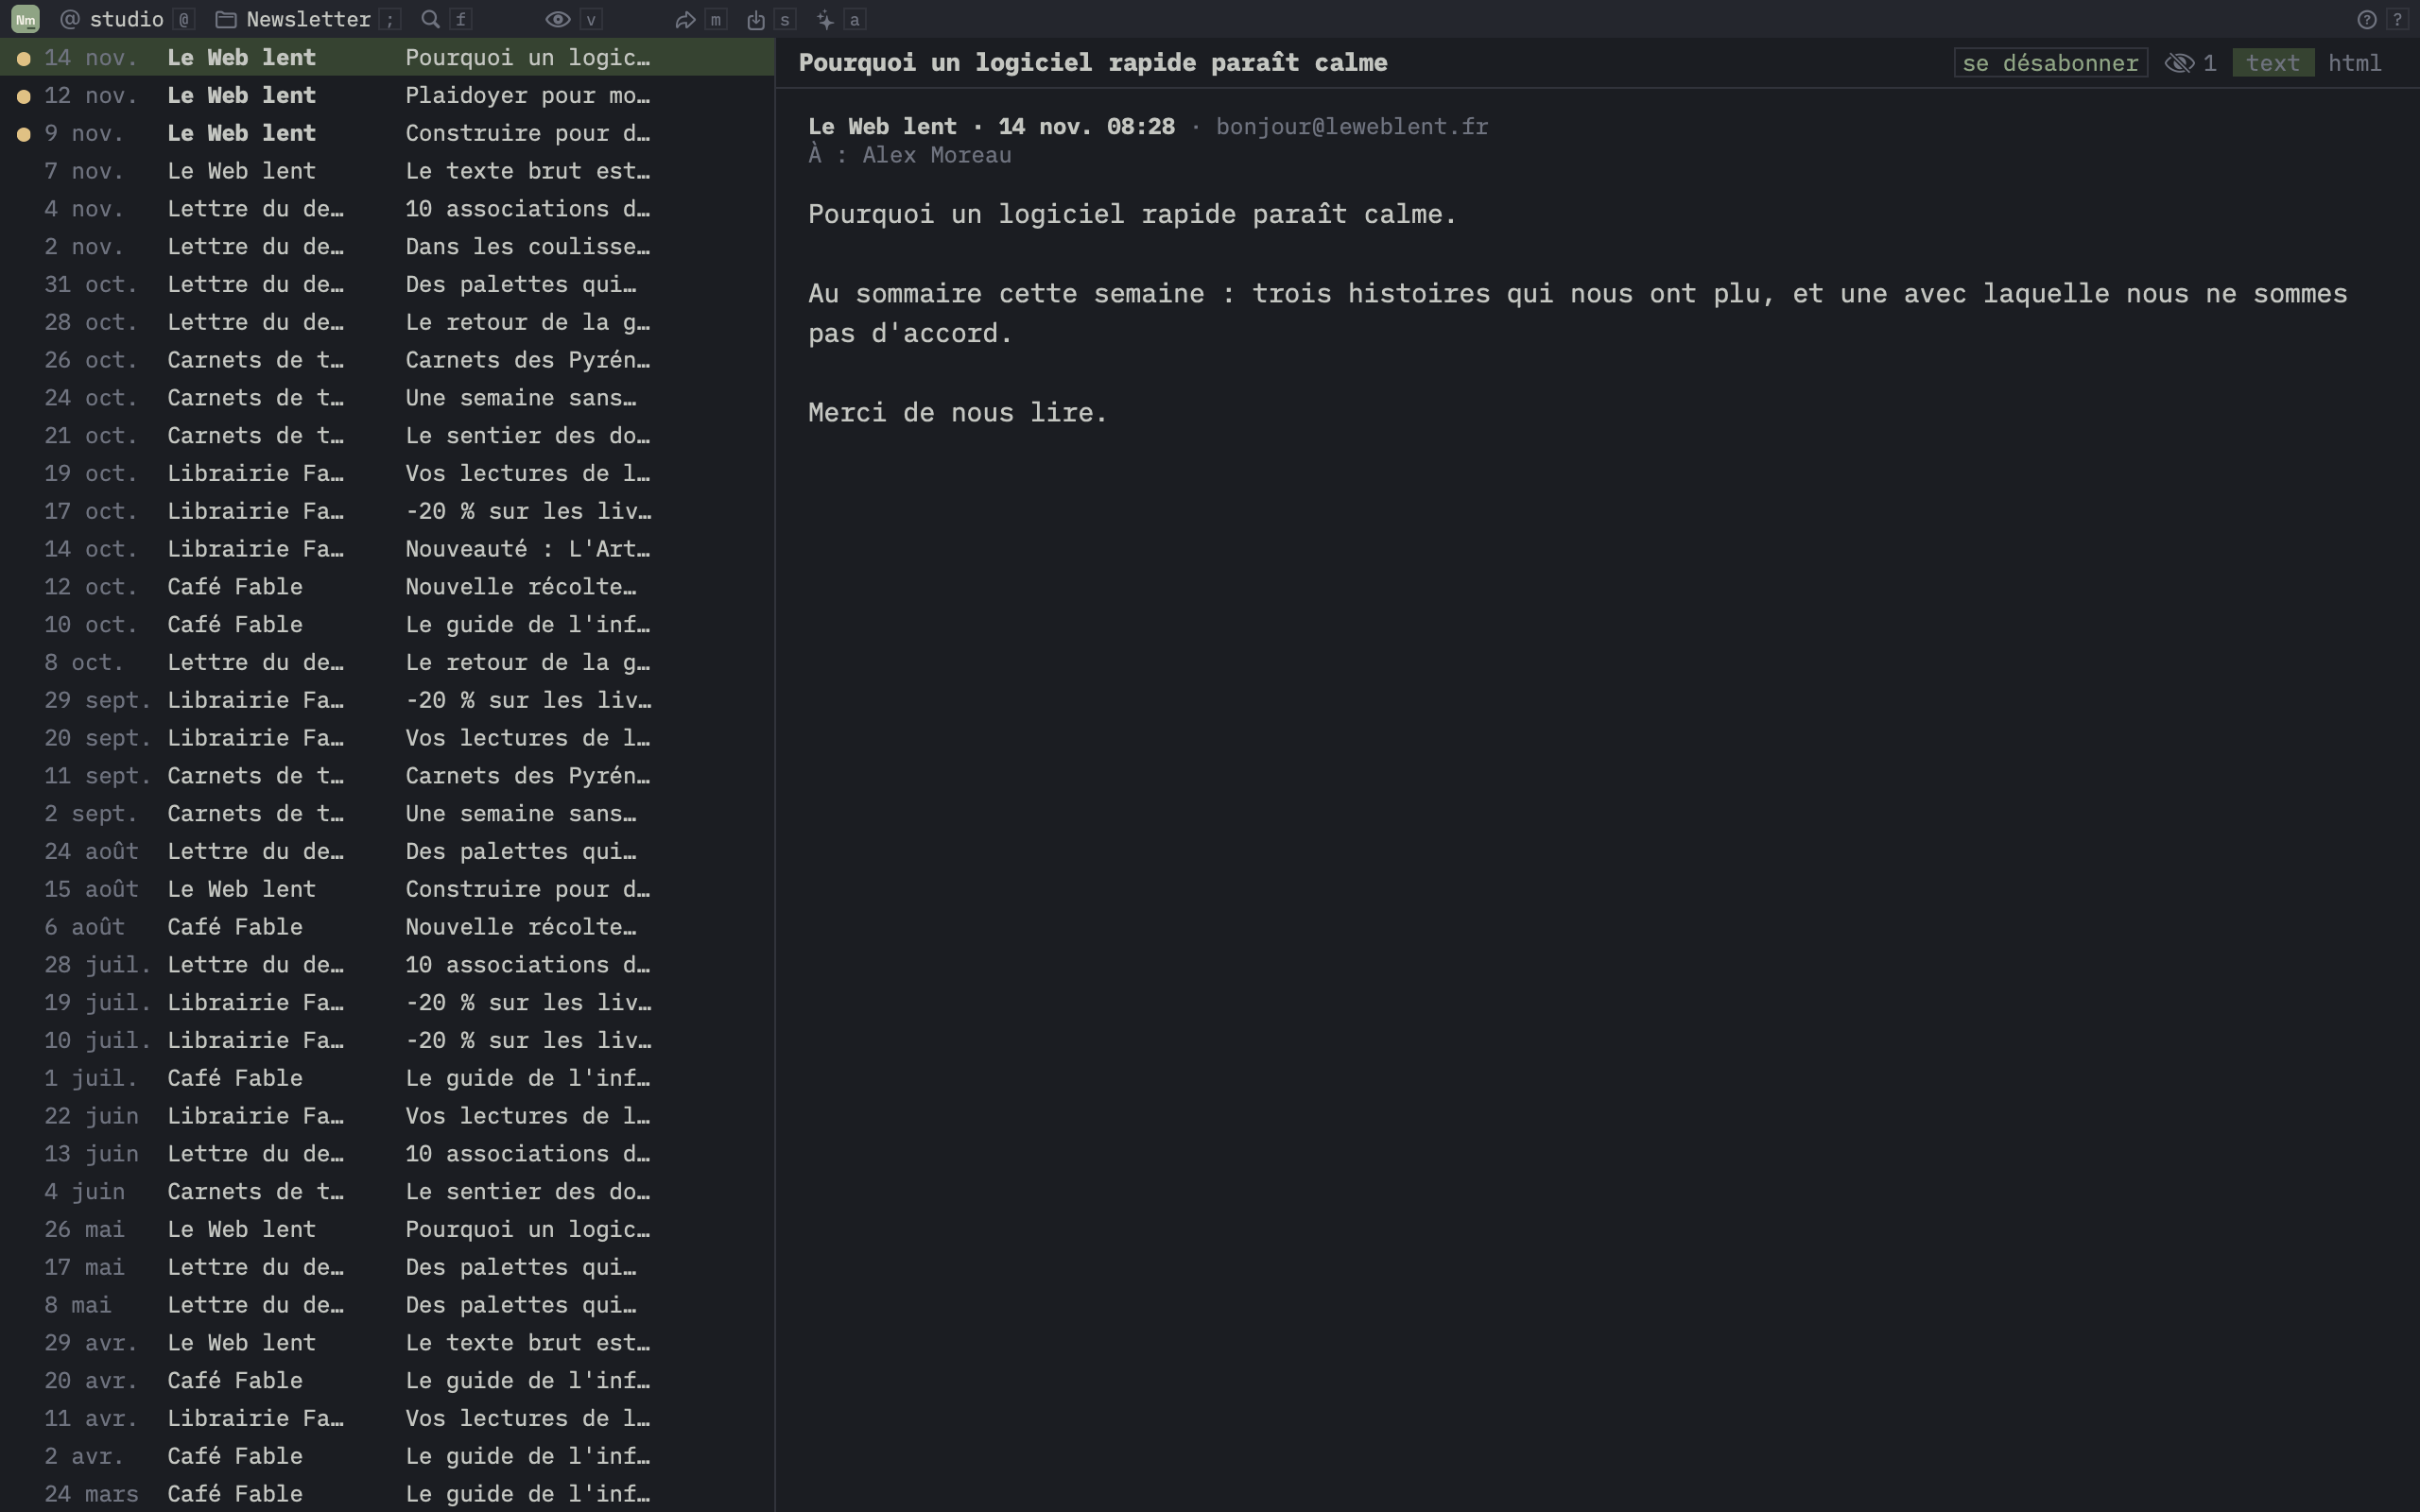 Nm @ studio @ Newsletter ; f v m s a ?
14 nov. Le Web lent Pourquoi un logic…
12 nov. Le Web lent Plaidoyer pour mo…
9 nov. Le Web lent Construire pour d…
7 nov. Le Web lent Le texte brut est…
4 nov. Lettre du de… 10 associations d…
2 nov. Lettre du de… Dans les coulisse…
31 oct. Lettre du de… Des palettes qui…
28 oct. Lettre du de… Le retour de la g…
26 oct. Carnets de t… Carnets des Pyrén…
24 oct. Carnets de t… Une semaine sans…
21 oct. Carnets de t… Le sentier des do…
19 oct. Librairie Fa… Vos lectures de l…
17 oct. Librairie Fa… -20 % sur les liv…
14 oct. Librairie Fa… Nouveauté : L'Art…
12 oct. Café Fable Nouvelle récolte…
10 oct. Café Fable Le guide de l'inf…
8 oct. Lettre du de… Le retour de la g…
29 sept. Librairie Fa… -20 % sur les liv…
20 sept. Librairie Fa… Vos lectures de l…
11 sept. Carnets de t… Carnets des Pyrén…
2 sept. Carnets de t… Une semaine sans…
24 août Lettre du de… Des palettes qui…
15 août Le Web lent Construire pour d…
6 août Café Fable Nouvelle récolte…
28 juil. Lettre du de… 10 associations d…
19 juil. Librairie Fa… -20 % sur les liv…
10 juil. Librairie Fa… -20 % sur les liv…
1 juil. Café Fable Le guide de l'inf…
22 juin Librairie Fa… Vos lectures de l…
13 juin Lettre du de… 10 associations d…
4 juin Carnets de t… Le sentier des do…
26 mai Le Web lent Pourquoi un logic…
17 mai Lettre du de… Des palettes qui…
8 mai Lettre du de… Des palettes qui…
29 avr. Le Web lent Le texte brut est…
20 avr. Café Fable Le guide de l'inf…
11 avr. Librairie Fa… Vos lectures de l…
2 avr. Café Fable Le guide de l'inf…
24 mars Café Fable Le guide de l'inf…
Pourquoi un logiciel rapide paraît calme se désabonner 1 text html
Le Web lent · 14 nov. 08:28 · bonjour@leweblent.fr
À : Alex Moreau
Pourquoi un logiciel rapide paraît calme.
Au sommaire cette semaine : trois histoires qui nous ont plu, et une avec laquelle nous ne sommes
pas d'accord.
Merci de nous lire.